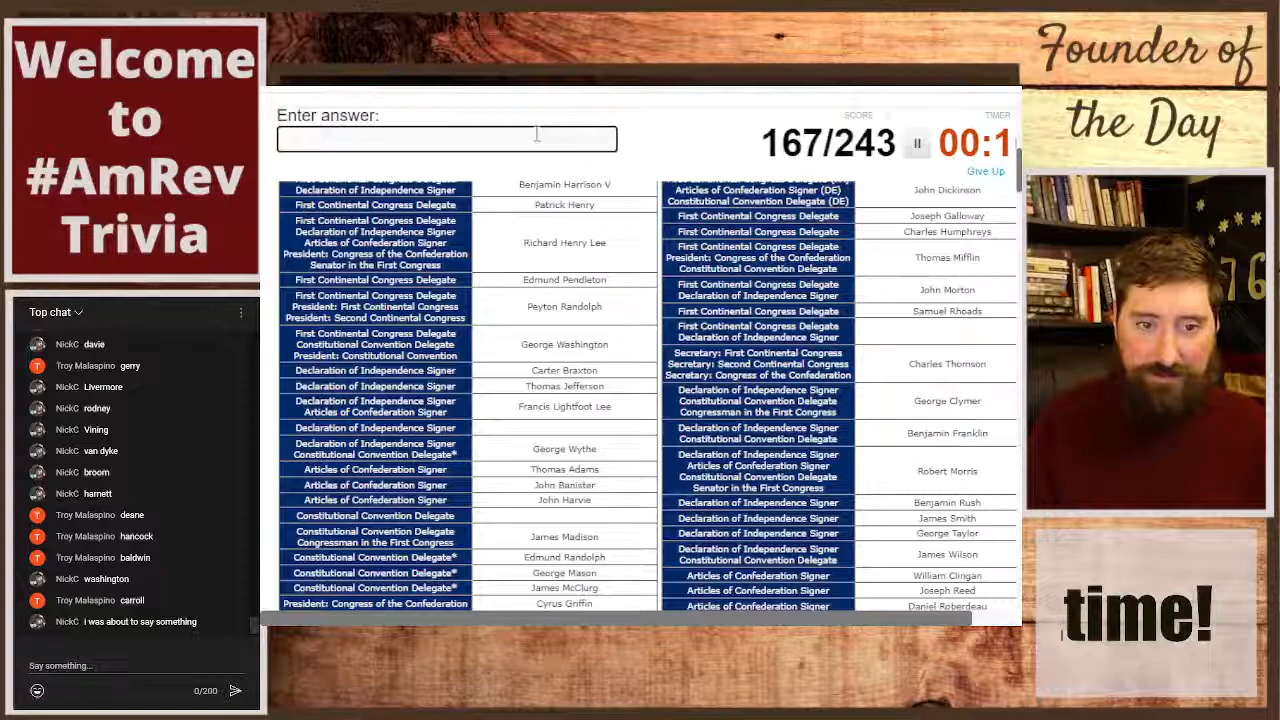 Welcome
to
#AmRev
Trivia
Founder of
the Day
Enter answer:
SCORE
TIMER
167/243
00:1
Give Up
Top chat
NickC davie
Troy Malaspino gerry
NickC Livermore
NickC rodney
NickC Vining
NickC van dyke
NickC broom
NickC harnett
Troy Malaspino deane
Troy Malaspino hancock
Troy Malaspino baldwin
NickC washington
Troy Malaspino carroll
NickC i was about to say something
Say something...
0/200
Declaration of Independence Signer
Benjamin Harrison V
First Continental Congress Delegate
Patrick Henry
First Continental Congress Delegate
Declaration of Independence Signer
Articles of Confederation Signer
President: Congress of the Confederation
Senator in the First Congress
Richard Henry Lee
First Continental Congress Delegate
Edmund Pendleton
First Continental Congress Delegate
President: First Continental Congress
President: Second Continental Congress
Peyton Randolph
First Continental Congress Delegate
Constitutional Convention Delegate
President: Constitutional Convention
George Washington
Declaration of Independence Signer
Carter Braxton
Declaration of Independence Signer
Thomas Jefferson
Declaration of Independence Signer
Articles of Confederation Signer
Francis Lightfoot Lee
Declaration of Independence Signer
Declaration of Independence Signer
Constitutional Convention Delegate*
George Wythe
Articles of Confederation Signer
Thomas Adams
Articles of Confederation Signer
John Banister
Articles of Confederation Signer
John Harvie
Constitutional Convention Delegate
Constitutional Convention Delegate
Congressman in the First Congress
James Madison
Constitutional Convention Delegate*
Edmund Randolph
Constitutional Convention Delegate*
George Mason
Constitutional Convention Delegate*
James McClurg
President: Congress of the Confederation
Cyrus Griffin
Articles of Confederation Signer (DE)
Constitutional Convention Delegate (DE)
John Dickinson
First Continental Congress Delegate
Joseph Galloway
First Continental Congress Delegate
Charles Humphreys
First Continental Congress Delegate
President: Congress of the Confederation
Constitutional Convention Delegate
Thomas Mifflin
First Continental Congress Delegate
Declaration of Independence Signer
John Morton
First Continental Congress Delegate
Samuel Rhoads
First Continental Congress Delegate
Declaration of Independence Signer
Secretary: First Continental Congress
Secretary: Second Continental Congress
Secretary: Congress of the Confederation
Charles Thomson
Declaration of Independence Signer
Constitutional Convention Delegate
Congressman in the First Congress
George Clymer
Declaration of Independence Signer
Constitutional Convention Delegate
Benjamin Franklin
Declaration of Independence Signer
Articles of Confederation Signer
Constitutional Convention Delegate
Senator in the First Congress
Robert Morris
Declaration of Independence Signer
Benjamin Rush
Declaration of Independence Signer
James Smith
Declaration of Independence Signer
George Taylor
Declaration of Independence Signer
Constitutional Convention Delegate
James Wilson
Articles of Confederation Signer
William Clingan
Articles of Confederation Signer
Joseph Reed
Articles of Confederation Signer
Daniel Roberdeau
76
time!